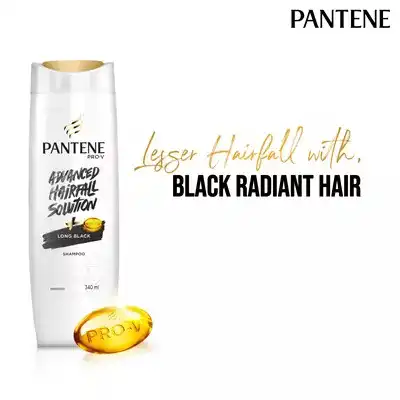 PANTENE
PANTENE
PRO-V
ADVANCED
HAIRFALL
SOLUTION
+
LONG BLACK
SHAMPOO
340 ml
PRO-V
Lesser Hairfall with,
BLACK RADIANT HAIR